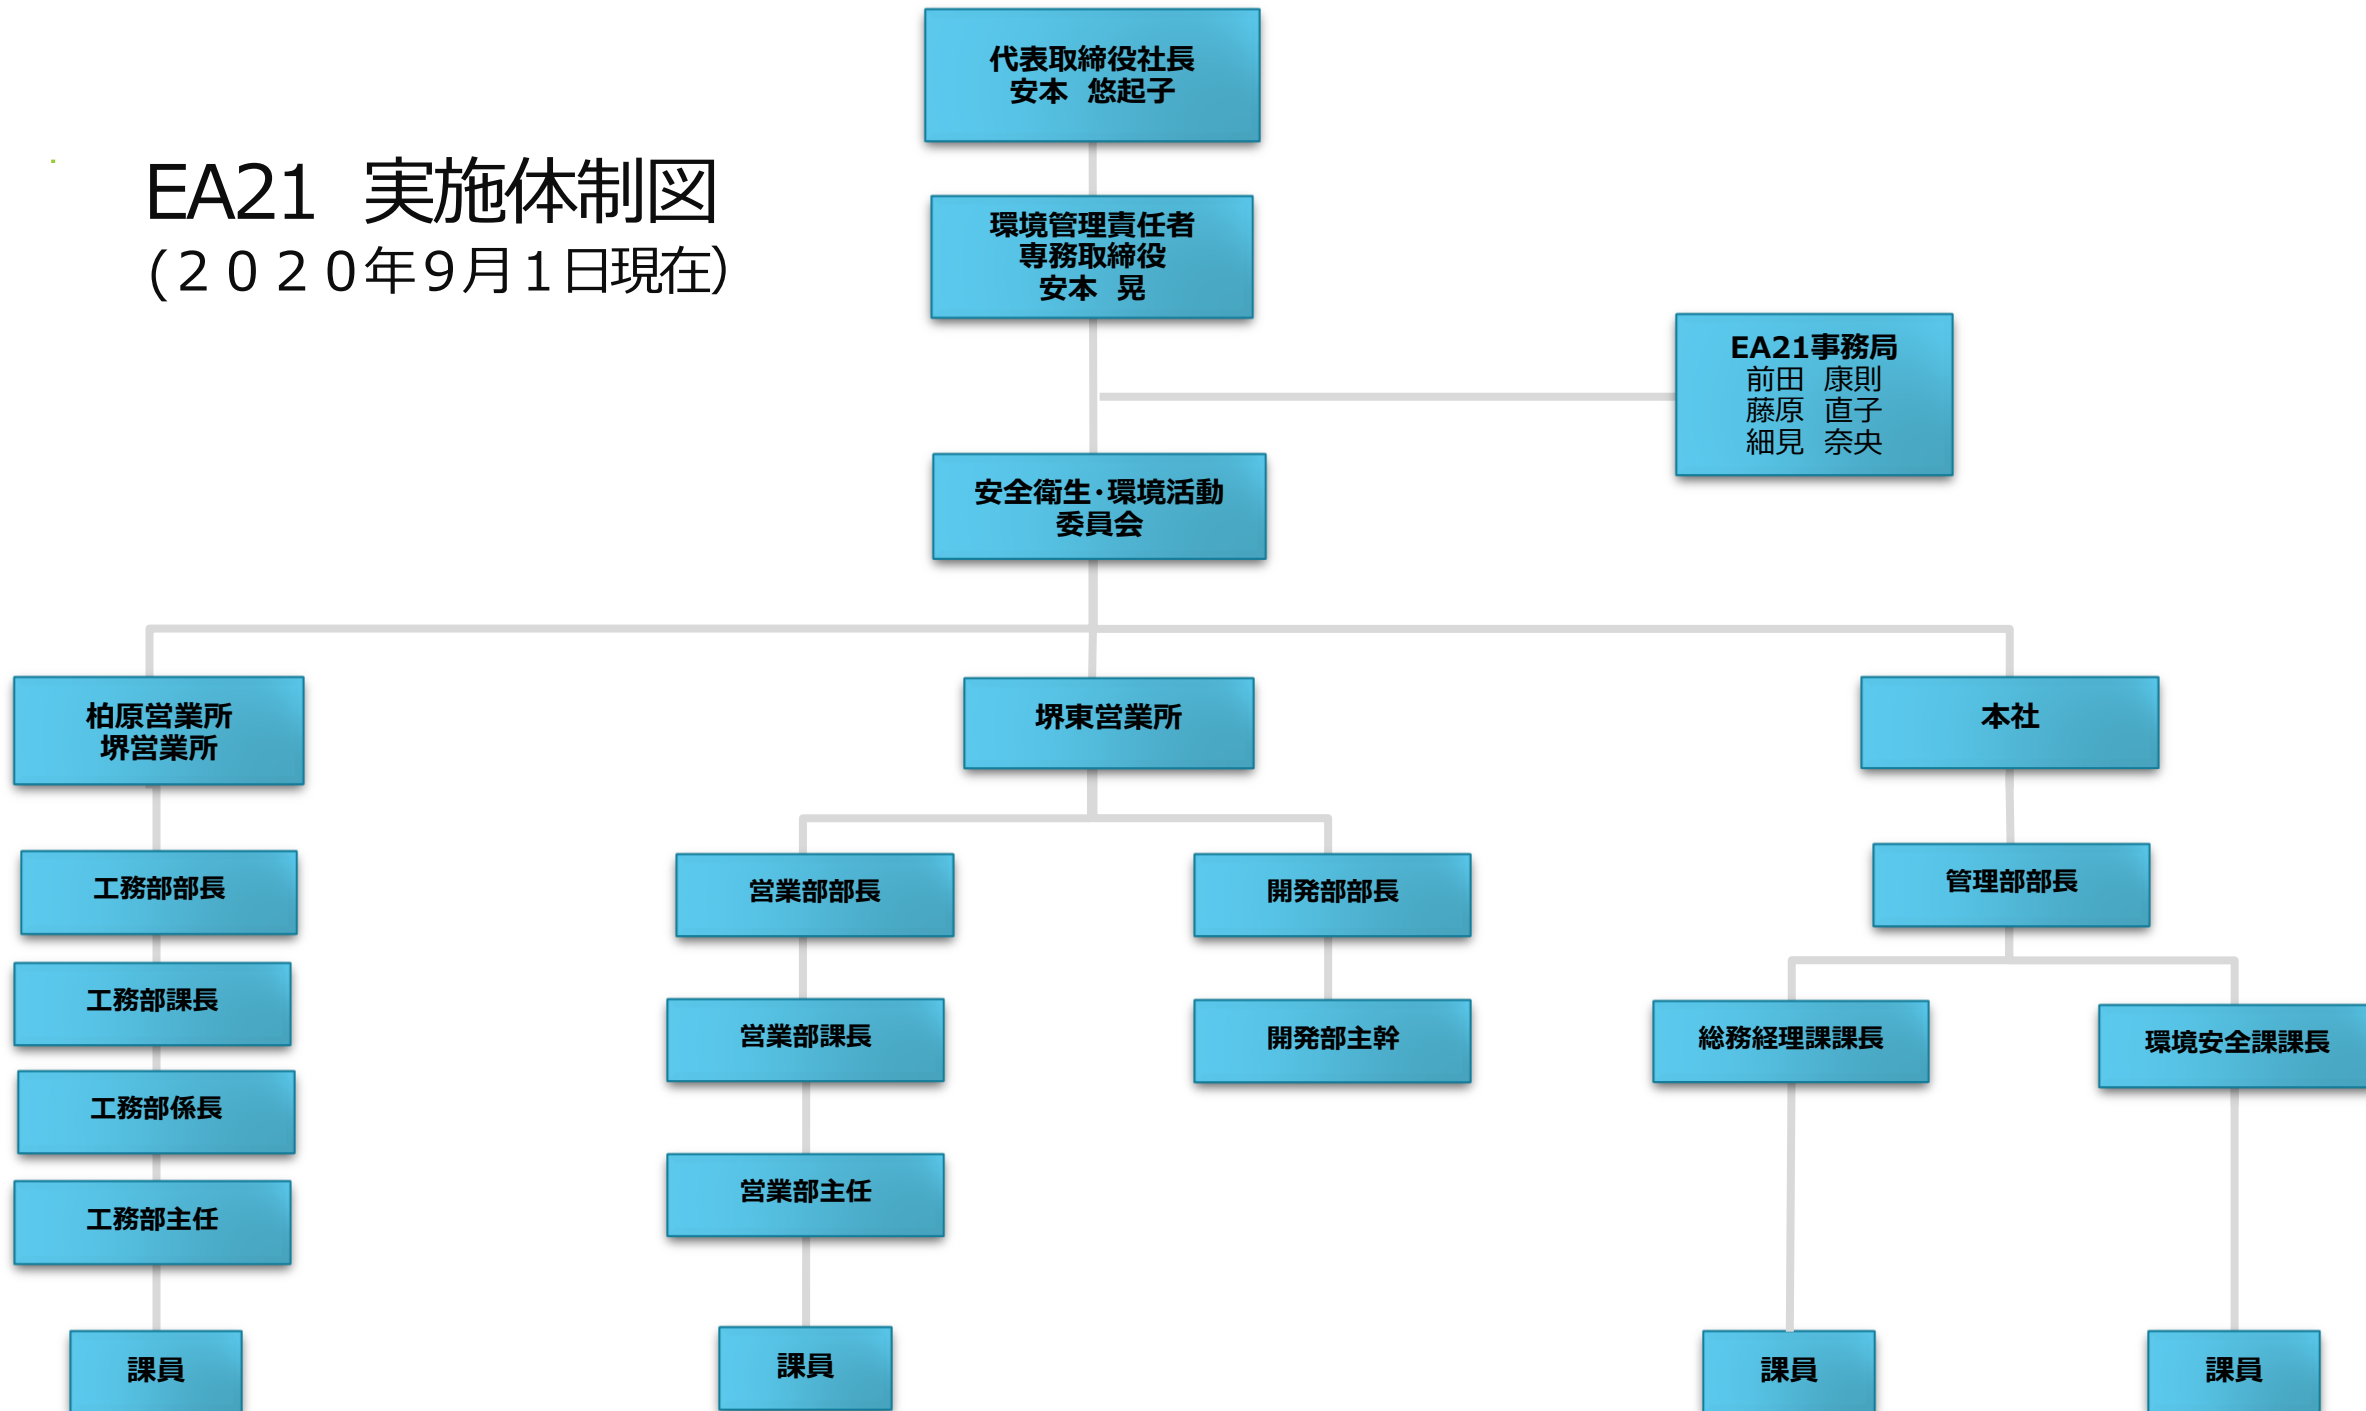 代表取締役社長
安本 悠起子
EA21 実施体制図
(２０２０年９月１日現在)
環境管理責任者
専務取締役
安本 晃
EA21事務局
前田 康則
藤原 直子
細見 奈央
安全衛生・環境活動
委員会
柏原営業所
堺営業所
堺東営業所
本社
工務部部長
営業部部長
開発部部長
管理部部長
工務部課長
営業部課長
開発部主幹
総務経理課課長
環境安全課課長
工務部係長
工務部主任
営業部主任
課員
課員
課員
課員